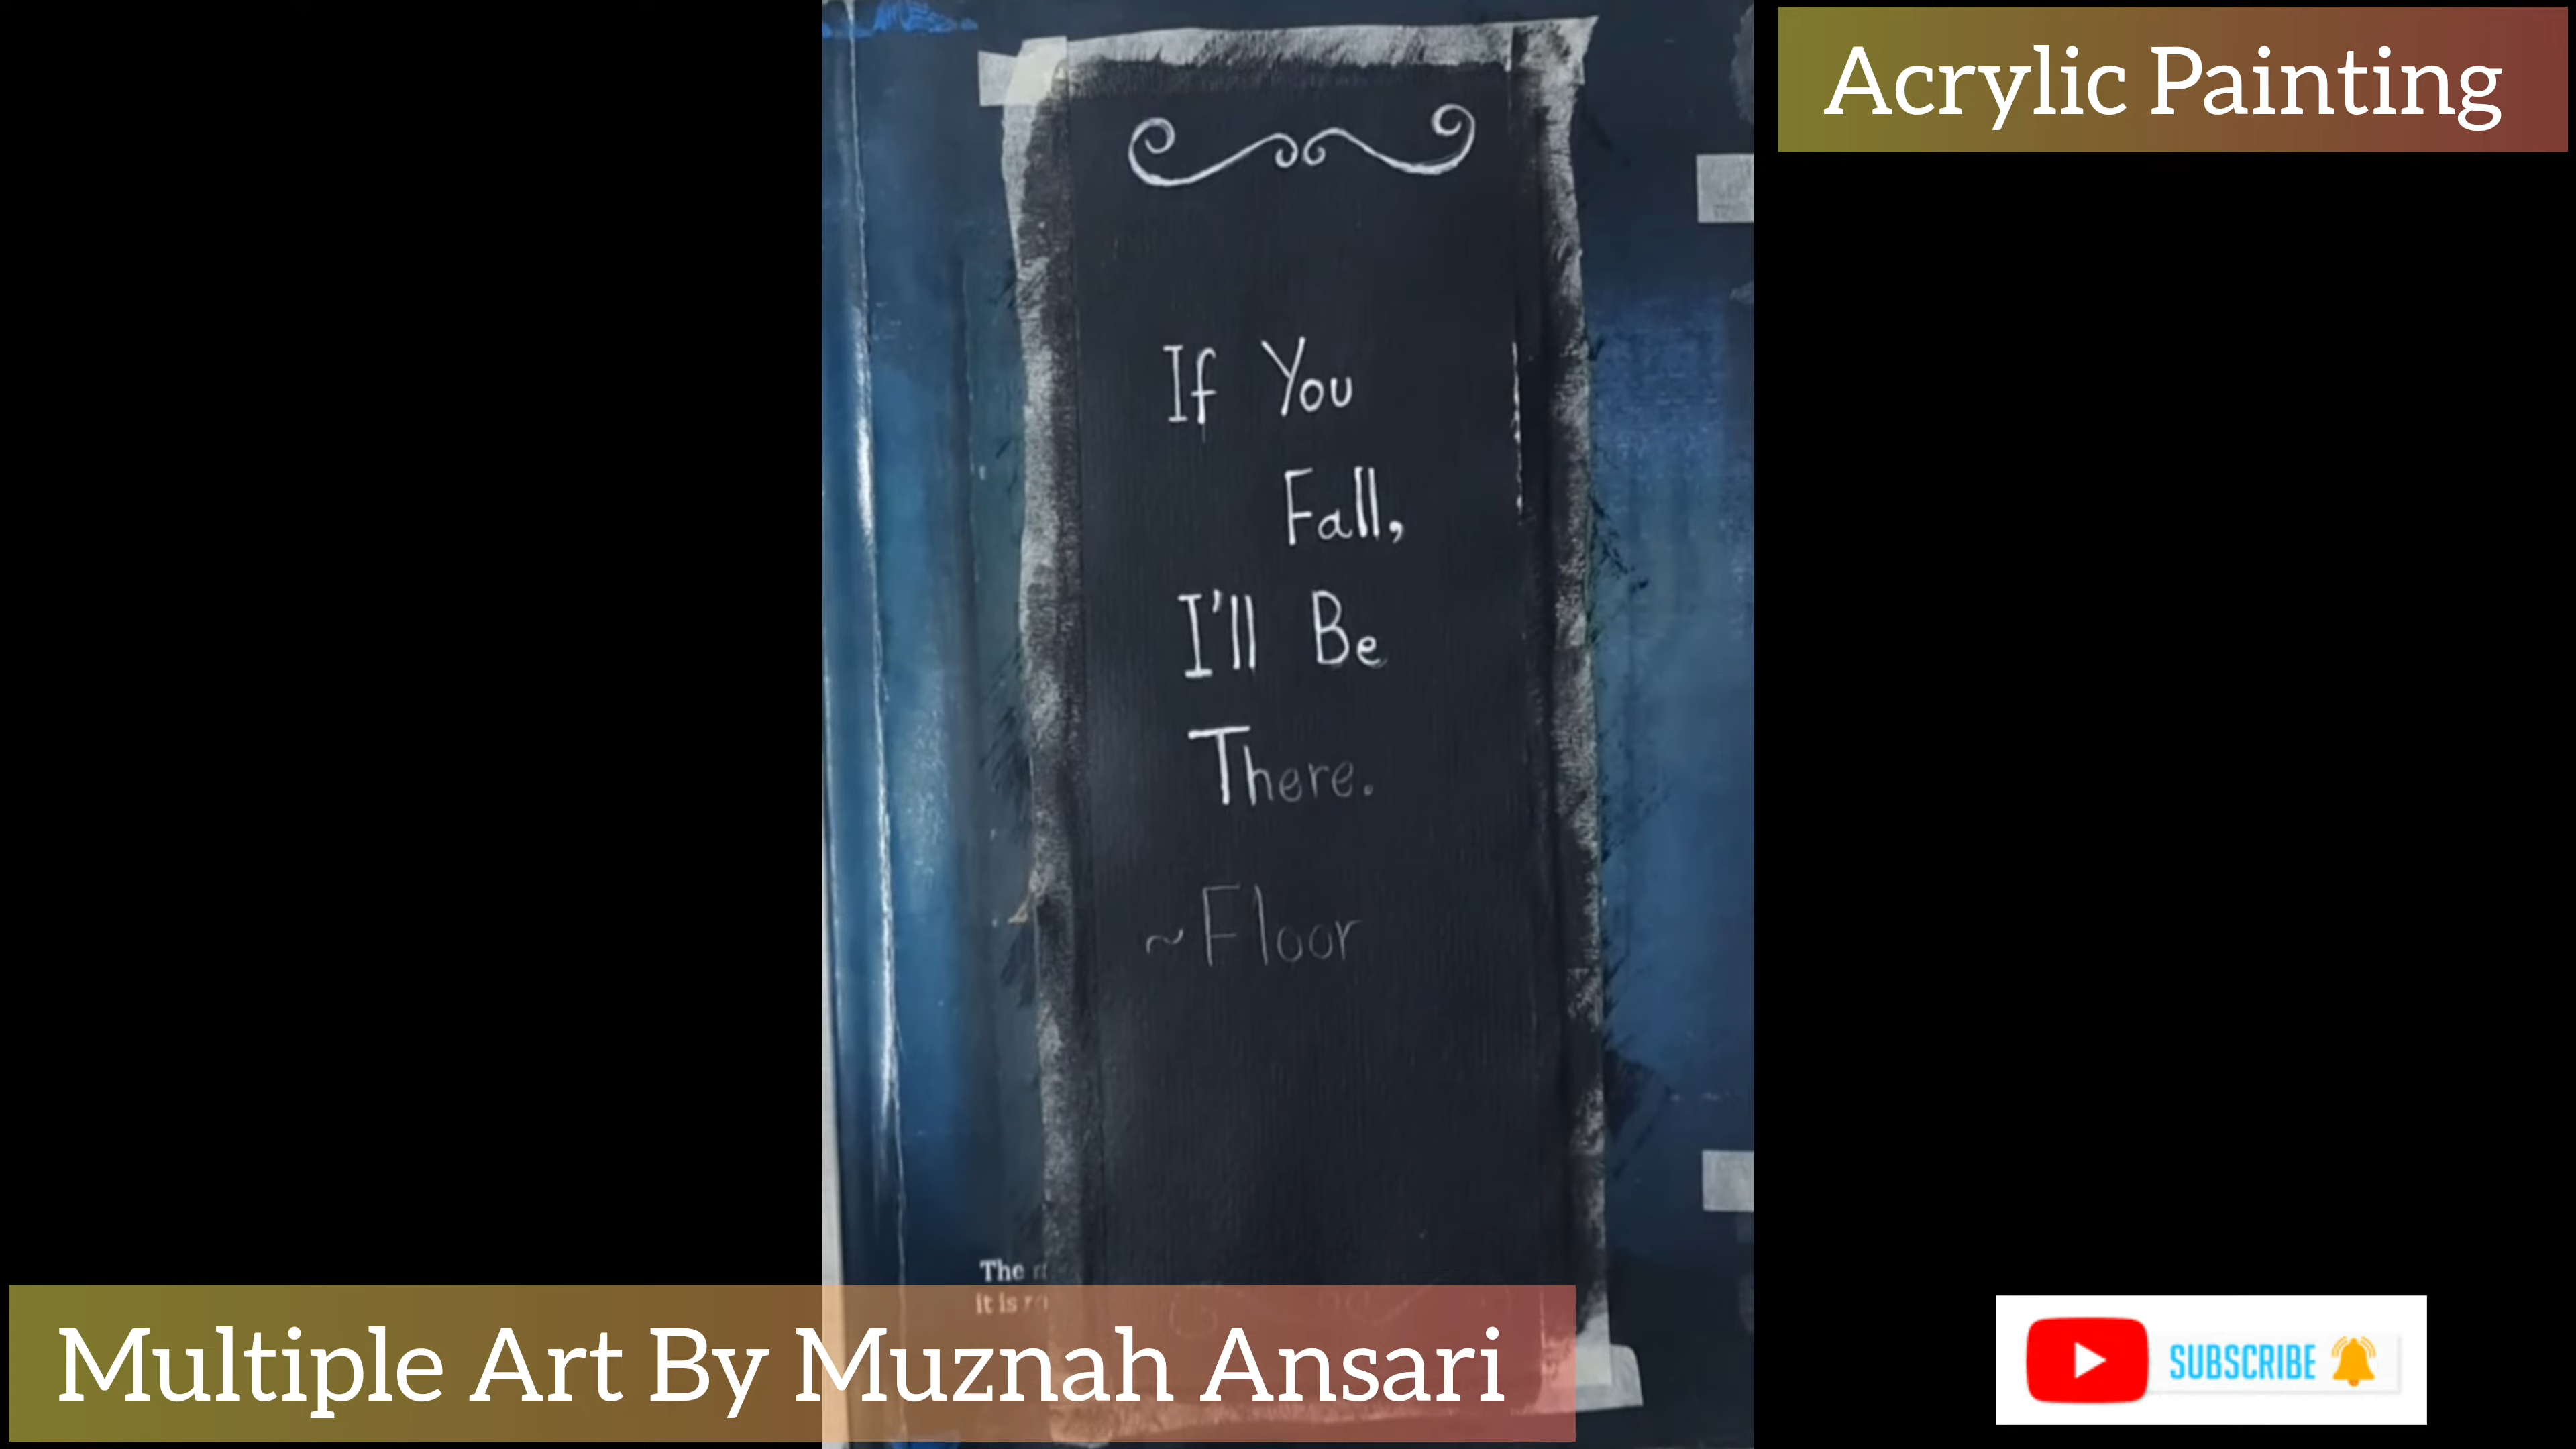 Acrylic Painting
If You
Fall,
I'll Be
There.
~Floor
The
it is
Multiple Art By Muznah Ansari
SUBSCRIBE